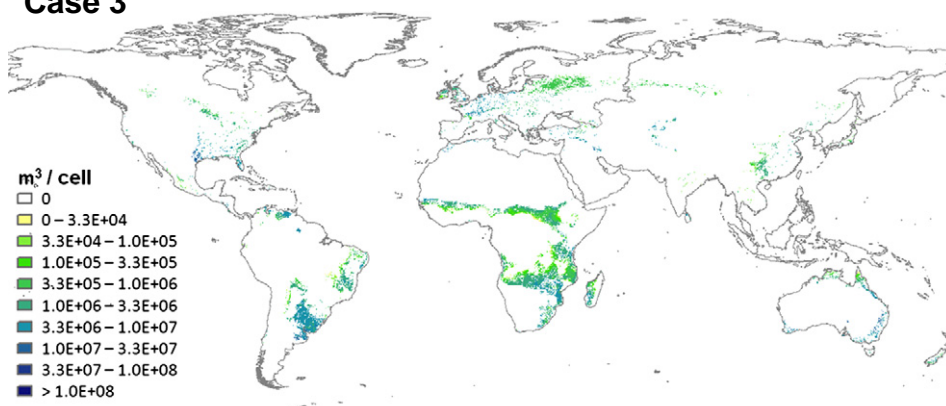 Case 3
m³ / cell
0
0 – 3.3E+04
3.3E+04 – 1.0E+05
1.0E+05 – 3.3E+05
3.3E+05 – 1.0E+06
1.0E+06 – 3.3E+06
3.3E+06 – 1.0E+07
1.0E+07 – 3.3E+07
3.3E+07 – 1.0E+08
> 1.0E+08